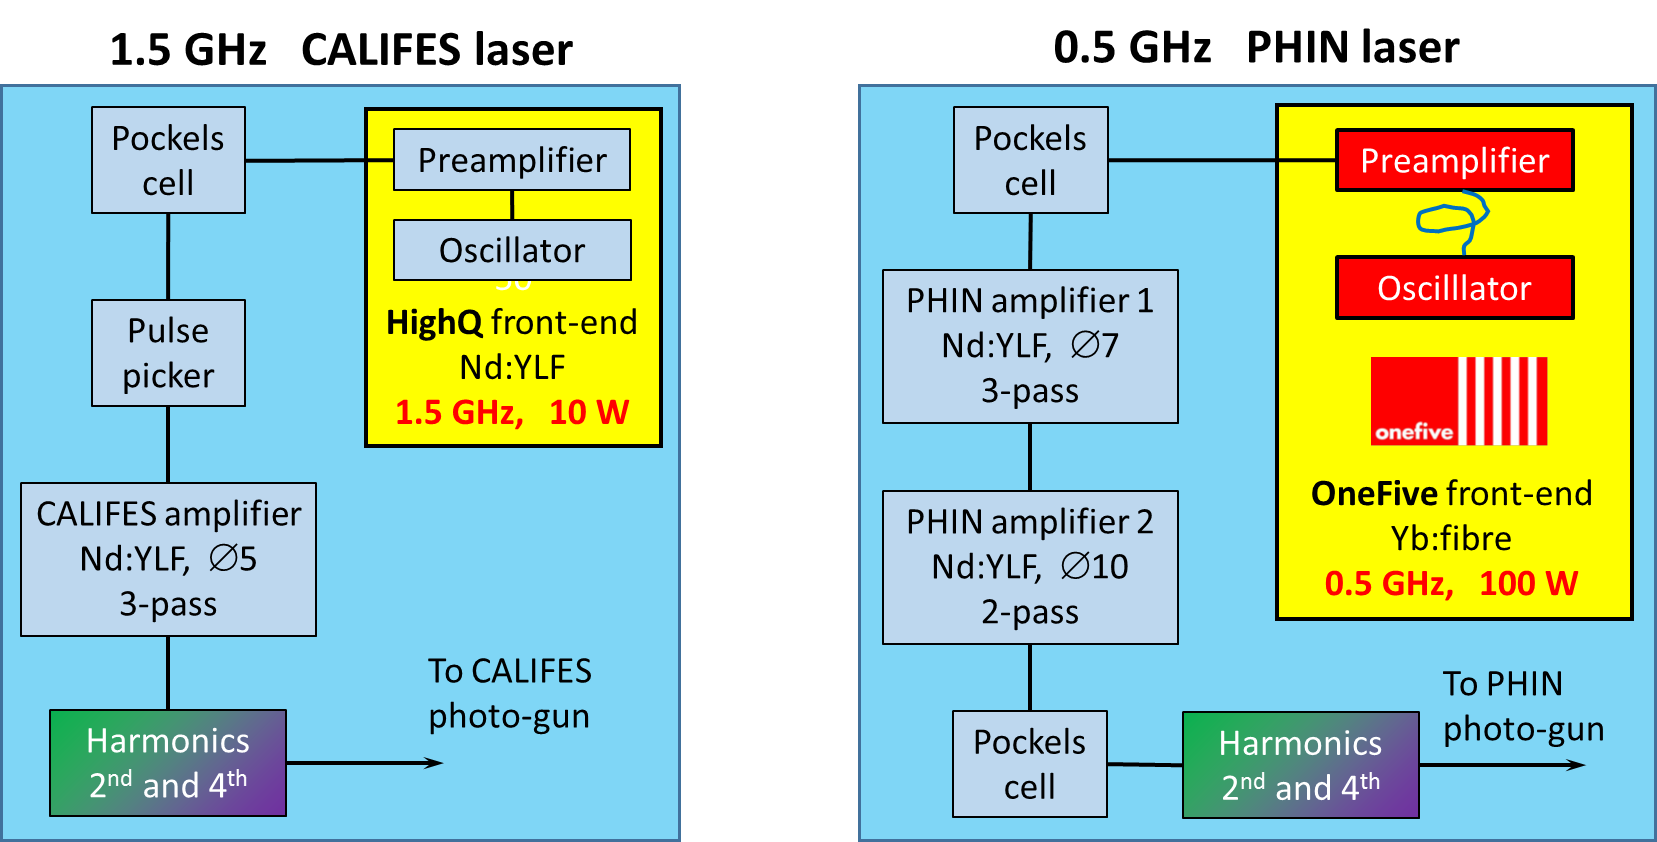 1.5 GHz CALIFES laser
Pockels
cell
Preamplifier
Oscillator
HighQ front-end
Nd:YLF
1.5 GHz, 10 W
Pulse
picker
CALIFES amplifier
Nd:YLF, ∅5
3-pass
Harmonics
2nd and 4th
To CALIFES
photo-gun
0.5 GHz PHIN laser
Pockels
cell
Preamplifier
Oscilllator
onefive
OneFive front-end
Yb:fibre
0.5 GHz, 100 W
PHIN amplifier 1
Nd:YLF, ∅7
3-pass
PHIN amplifier 2
Nd:YLF, ∅10
2-pass
Pockels
cell
Harmonics
2nd and 4th
To PHIN
photo-gun